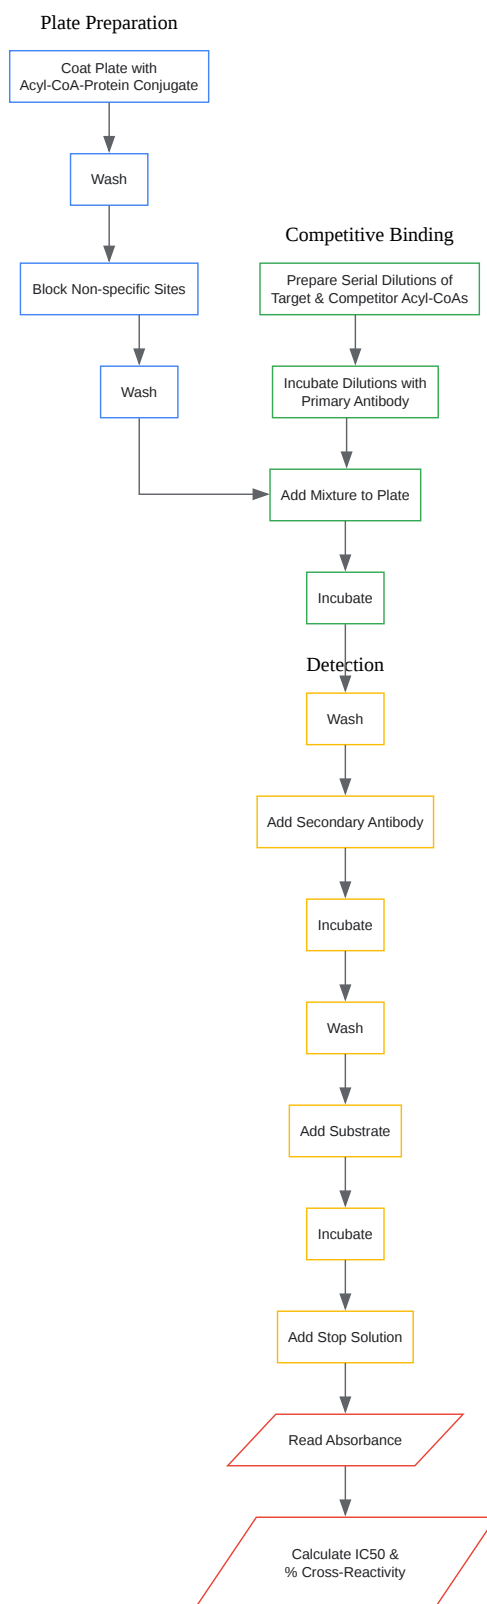 Plate Preparation
Coat Plate with
Acyl-CoA-Protein Conjugate
Wash
Block Non-specific Sites
Wash
Competitive Binding
Prepare Serial Dilutions of
Target & Competitor Acyl-CoAs
Incubate Dilutions with
Primary Antibody
Add Mixture to Plate
Incubate
Detection
Wash
Add Secondary Antibody
Incubate
Wash
Add Substrate
Incubate
Add Stop Solution
Read Absorbance
Calculate IC50 &
% Cross-Reactivity